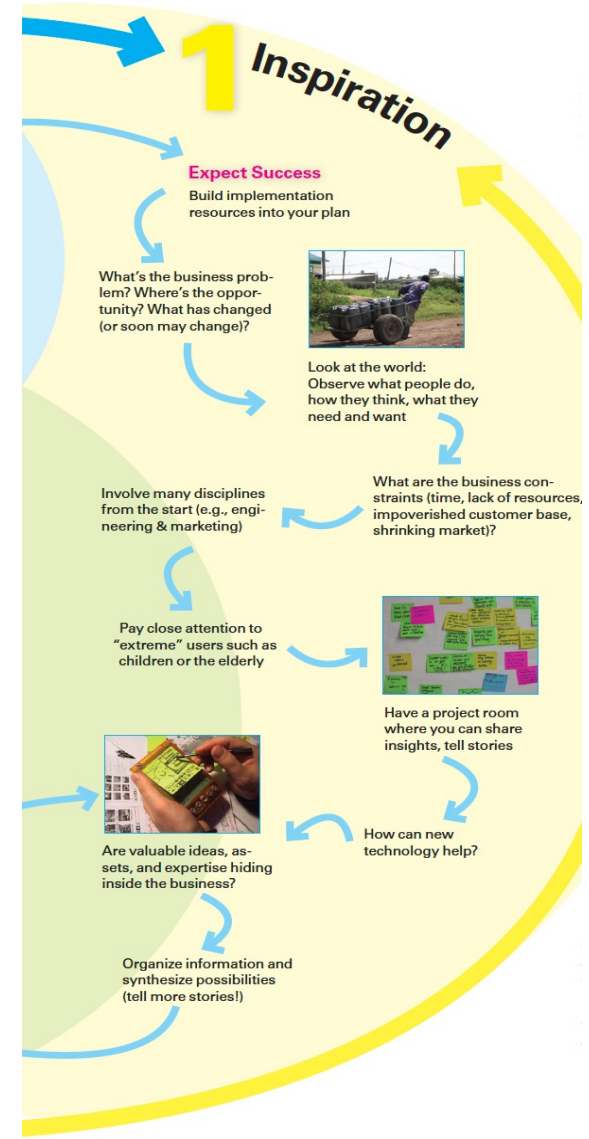 1 Inspiration
Expect Success
Build implementation
resources into your plan
What's the business prob-
lem? Where's the oppor-
tunity? What has changed
(or soon may change)?
Look at the world:
Observe what people do,
how they think, what they
need and want
What are the business con-
straints (time, lack of resources,
impoverished customer base,
shrinking market)?
Involve many disciplines
from the start (e.g., engi-
neering & marketing)
Pay close attention to
“extreme” users such as
children or the elderly
Have a project room
where you can share
insights, tell stories
How can new
technology help?
Are valuable ideas, as-
sets, and expertise hiding
inside the business?
Organize information and
synthesize possibilities
(tell more stories!)